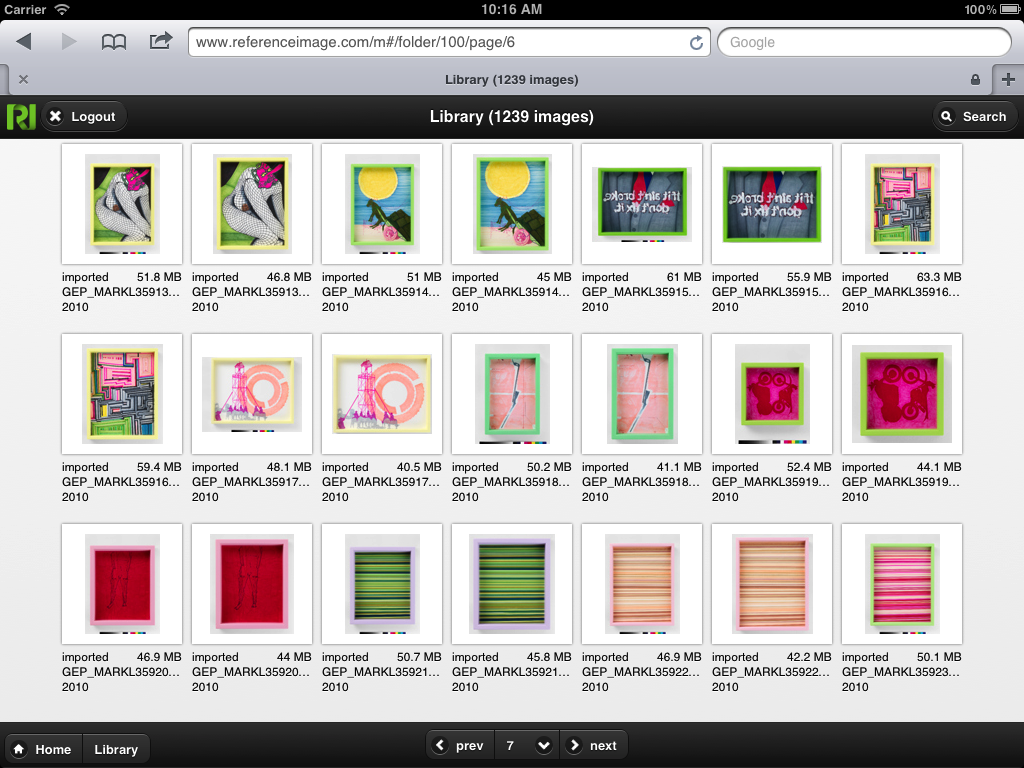 Carrier
10:16 AM
100%
www.referenceimage.com/m#/folder/100/page/6
Google
Library (1239 images)
RI
Logout
Library (1239 images)
Search
if it ain't broke, don't fix it.
if it ain't broke, don't fix it.
imported 51.8 MB
GEP_MARKL35913...
2010
imported 46.8 MB
GEP_MARKL35913...
2010
imported 51 MB
GEP_MARKL35914...
2010
imported 45 MB
GEP_MARKL35914...
2010
imported 61 MB
GEP_MARKL35915...
2010
imported 55.9 MB
GEP_MARKL35915...
2010
imported 63.3 MB
GEP_MARKL35916...
2010
imported 59.4 MB
GEP_MARKL35916...
2010
imported 48.1 MB
GEP_MARKL35917...
2010
imported 40.5 MB
GEP_MARKL35917...
2010
imported 50.2 MB
GEP_MARKL35918...
2010
imported 41.1 MB
GEP_MARKL35918...
2010
imported 52.4 MB
GEP_MARKL35919...
2010
imported 44.1 MB
GEP_MARKL35919...
2010
imported 46.9 MB
GEP_MARKL35920...
2010
imported 44 MB
GEP_MARKL35920...
2010
imported 50.7 MB
GEP_MARKL35921...
2010
imported 45.8 MB
GEP_MARKL35921...
2010
imported 46.9 MB
GEP_MARKL35922...
2010
imported 42.2 MB
GEP_MARKL35922...
2010
imported 50.1 MB
GEP_MARKL35923...
2010
Home
Library
prev
7
next